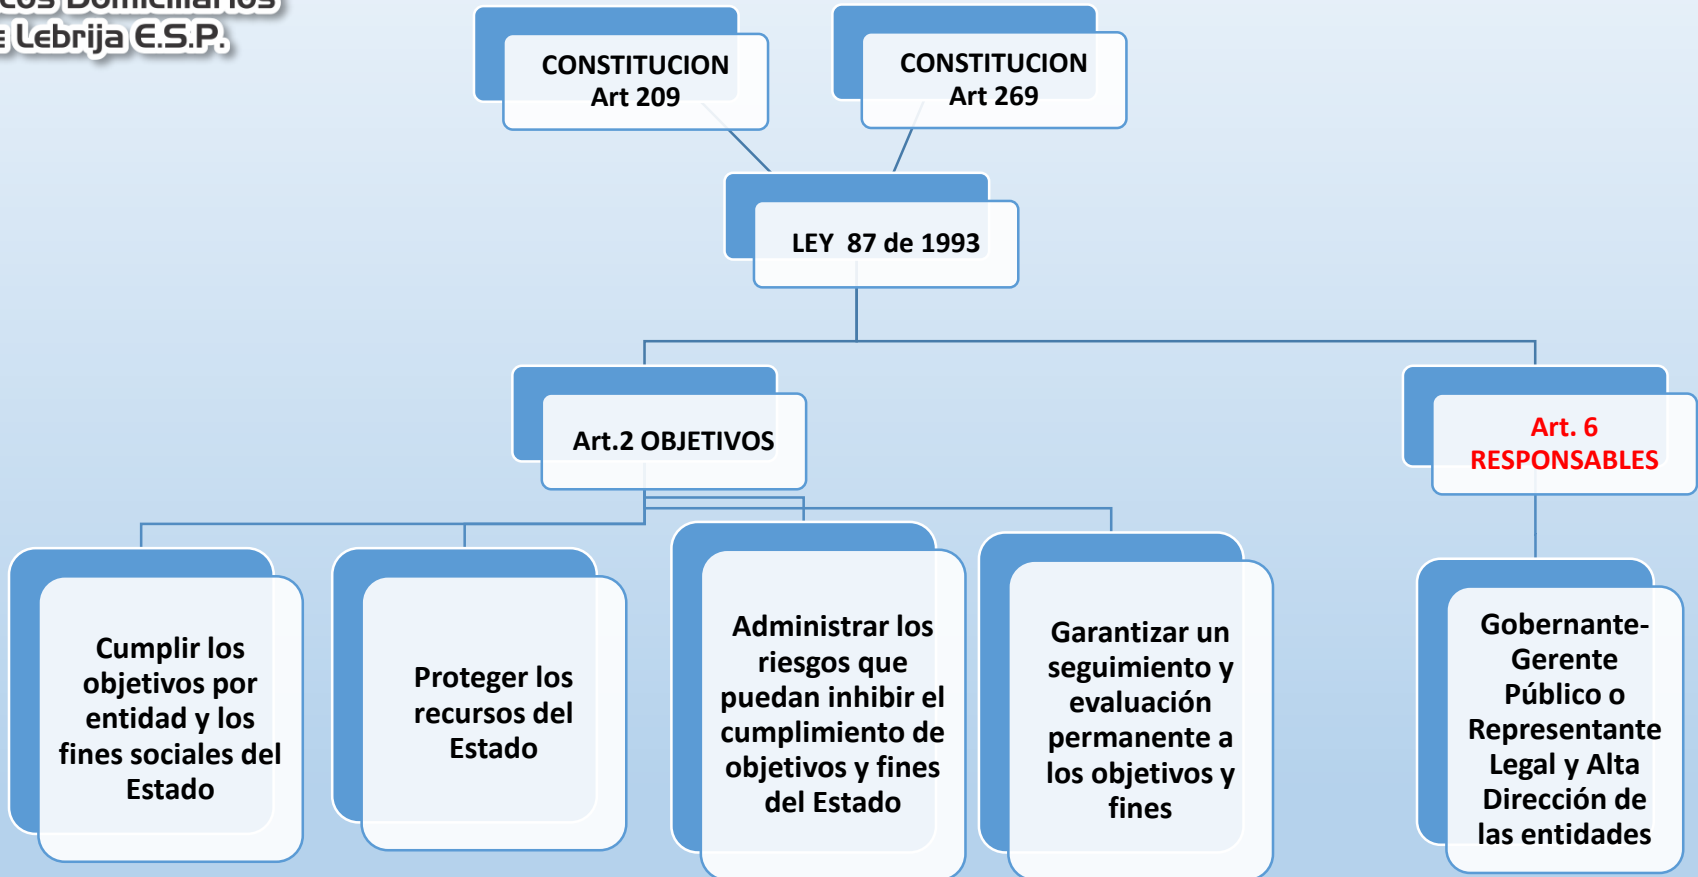 Domiciliarios
Lebrija E.S.P.
CONSTITUCION
Art 209
CONSTITUCION
Art 269
LEY 87 de 1993
Art.2 OBJETIVOS
Art. 6
RESPONSABLES
Cumplir los
objetivos por
entidad y los
fines sociales del
Estado
Proteger los
recursos del
Estado
Administrar los
riesgos que
puedan inhibir el
cumplimiento de
objetivos y fines
del Estado
Garantizar un
seguimiento y
evaluación
permanente a
los objetivos y
fines
Gobernante-
Gerente
Público o
Representante
Legal y Alta
Dirección de
las entidades